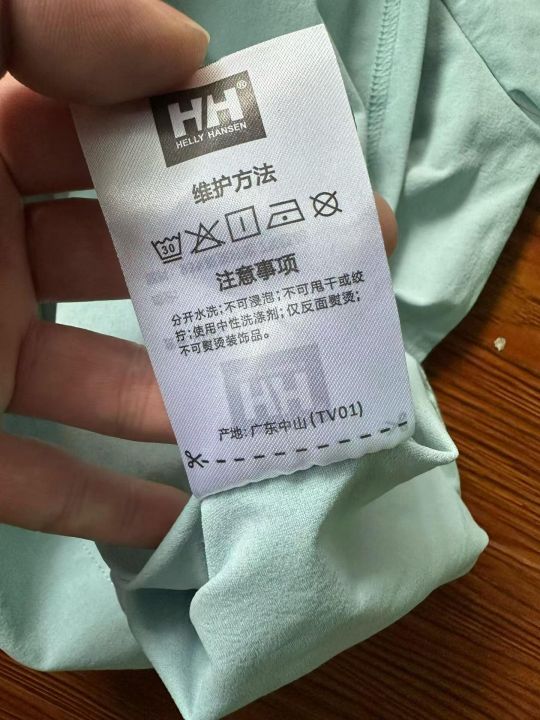 HH®
HELLY HANSEN
维护方法
30
注意事项
分开水洗;不可浸泡;不可甩干或绞
拧;使用中性洗涤剂;仅反面熨烫;
不可熨烫装饰品。
产地:广东中山(TV01)